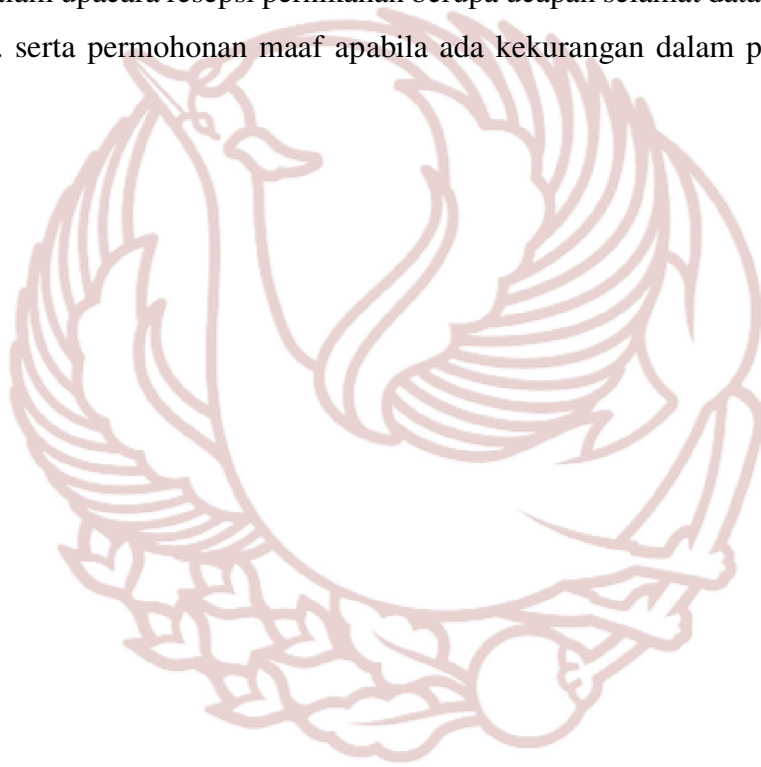 upacara resepsi pernikahan berupa ucapan selamat
. serta permohonan maaf apabila ada kekurangan dalam